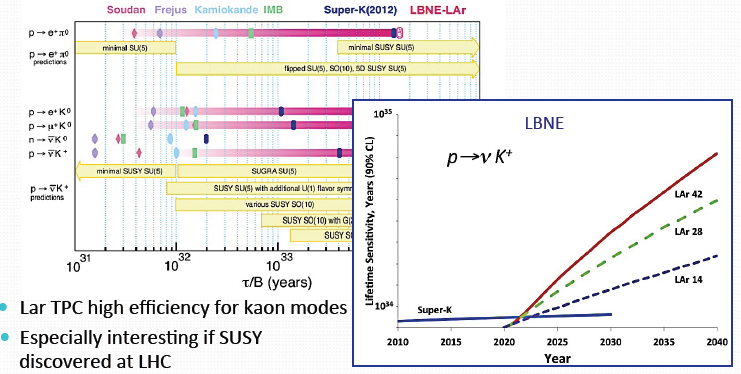 Soudan Frejus Kamiokande IMB Super-K(2012) LBNE-LAr
p → e⁺π⁰
minimal SU(5) minimal SUSY SU(5)
p → e⁺π⁰
predictions
flipped SU(5), SO(10), 5D SUSY SU(5)
p → e⁺K⁰
p → μ⁺K⁰
n → ν̄K⁰
p → ν̄K⁺
minimal SUSY SU(5) SUGRA SU(5)
p → ν̄K⁺
predictions
SUSY SU(5) with additional U(1) flavor symm
various SUSY SO(10)
SUSY SO(10) with G(2
SUSY S
10³¹ 10³² 10³³
τ/B (years)
LBNE
p→ν K⁺
Lifetime Sensitivity, Years (90% CL)
10³⁵
10³⁴
LAr 42
LAr 28
LAr 14
Super-K
2010 2015 2020 2025 2030 2035 2040
Year
• Lar TPC high efficiency for kaon modes
• Especially interesting if SUSY
discovered at LHC